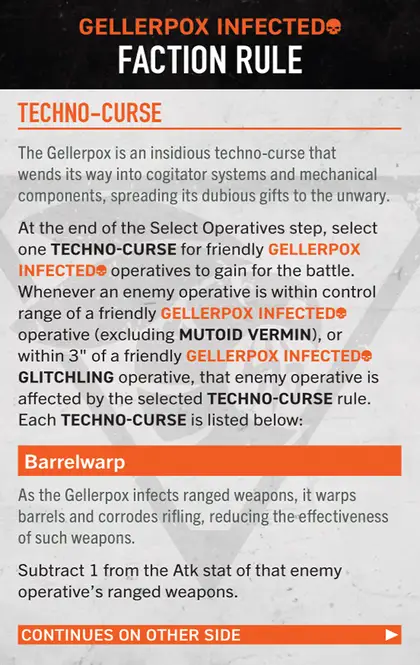 GELLERPOX INFECTED
FACTION RULE
TECHNO-CURSE
The Gellerpox is an insidious techno-curse that
wends its way into cogitator systems and mechanical
components, spreading its dubious gifts to the unwary.
At the end of the Select Operatives step, select
one TECHNO-CURSE for friendly GELLERPOX
INFECTED operatives to gain for the battle.
Whenever an enemy operative is within control
range of a friendly GELLERPOX INFECTED
operative (excluding MUTOID VERMIN), or
within 3" of a friendly GELLERPOX INFECTED
GLITCHLING operative, that enemy operative is
affected by the selected TECHNO-CURSE rule.
Each TECHNO-CURSE is listed below:
Barrelwarp
As the Gellerpox infects ranged weapons, it warps
barrels and corrodes rifling, reducing the effectiveness
of such weapons.
Subtract 1 from the Atk stat of that enemy
operative's ranged weapons.
CONTINUES ON OTHER SIDE